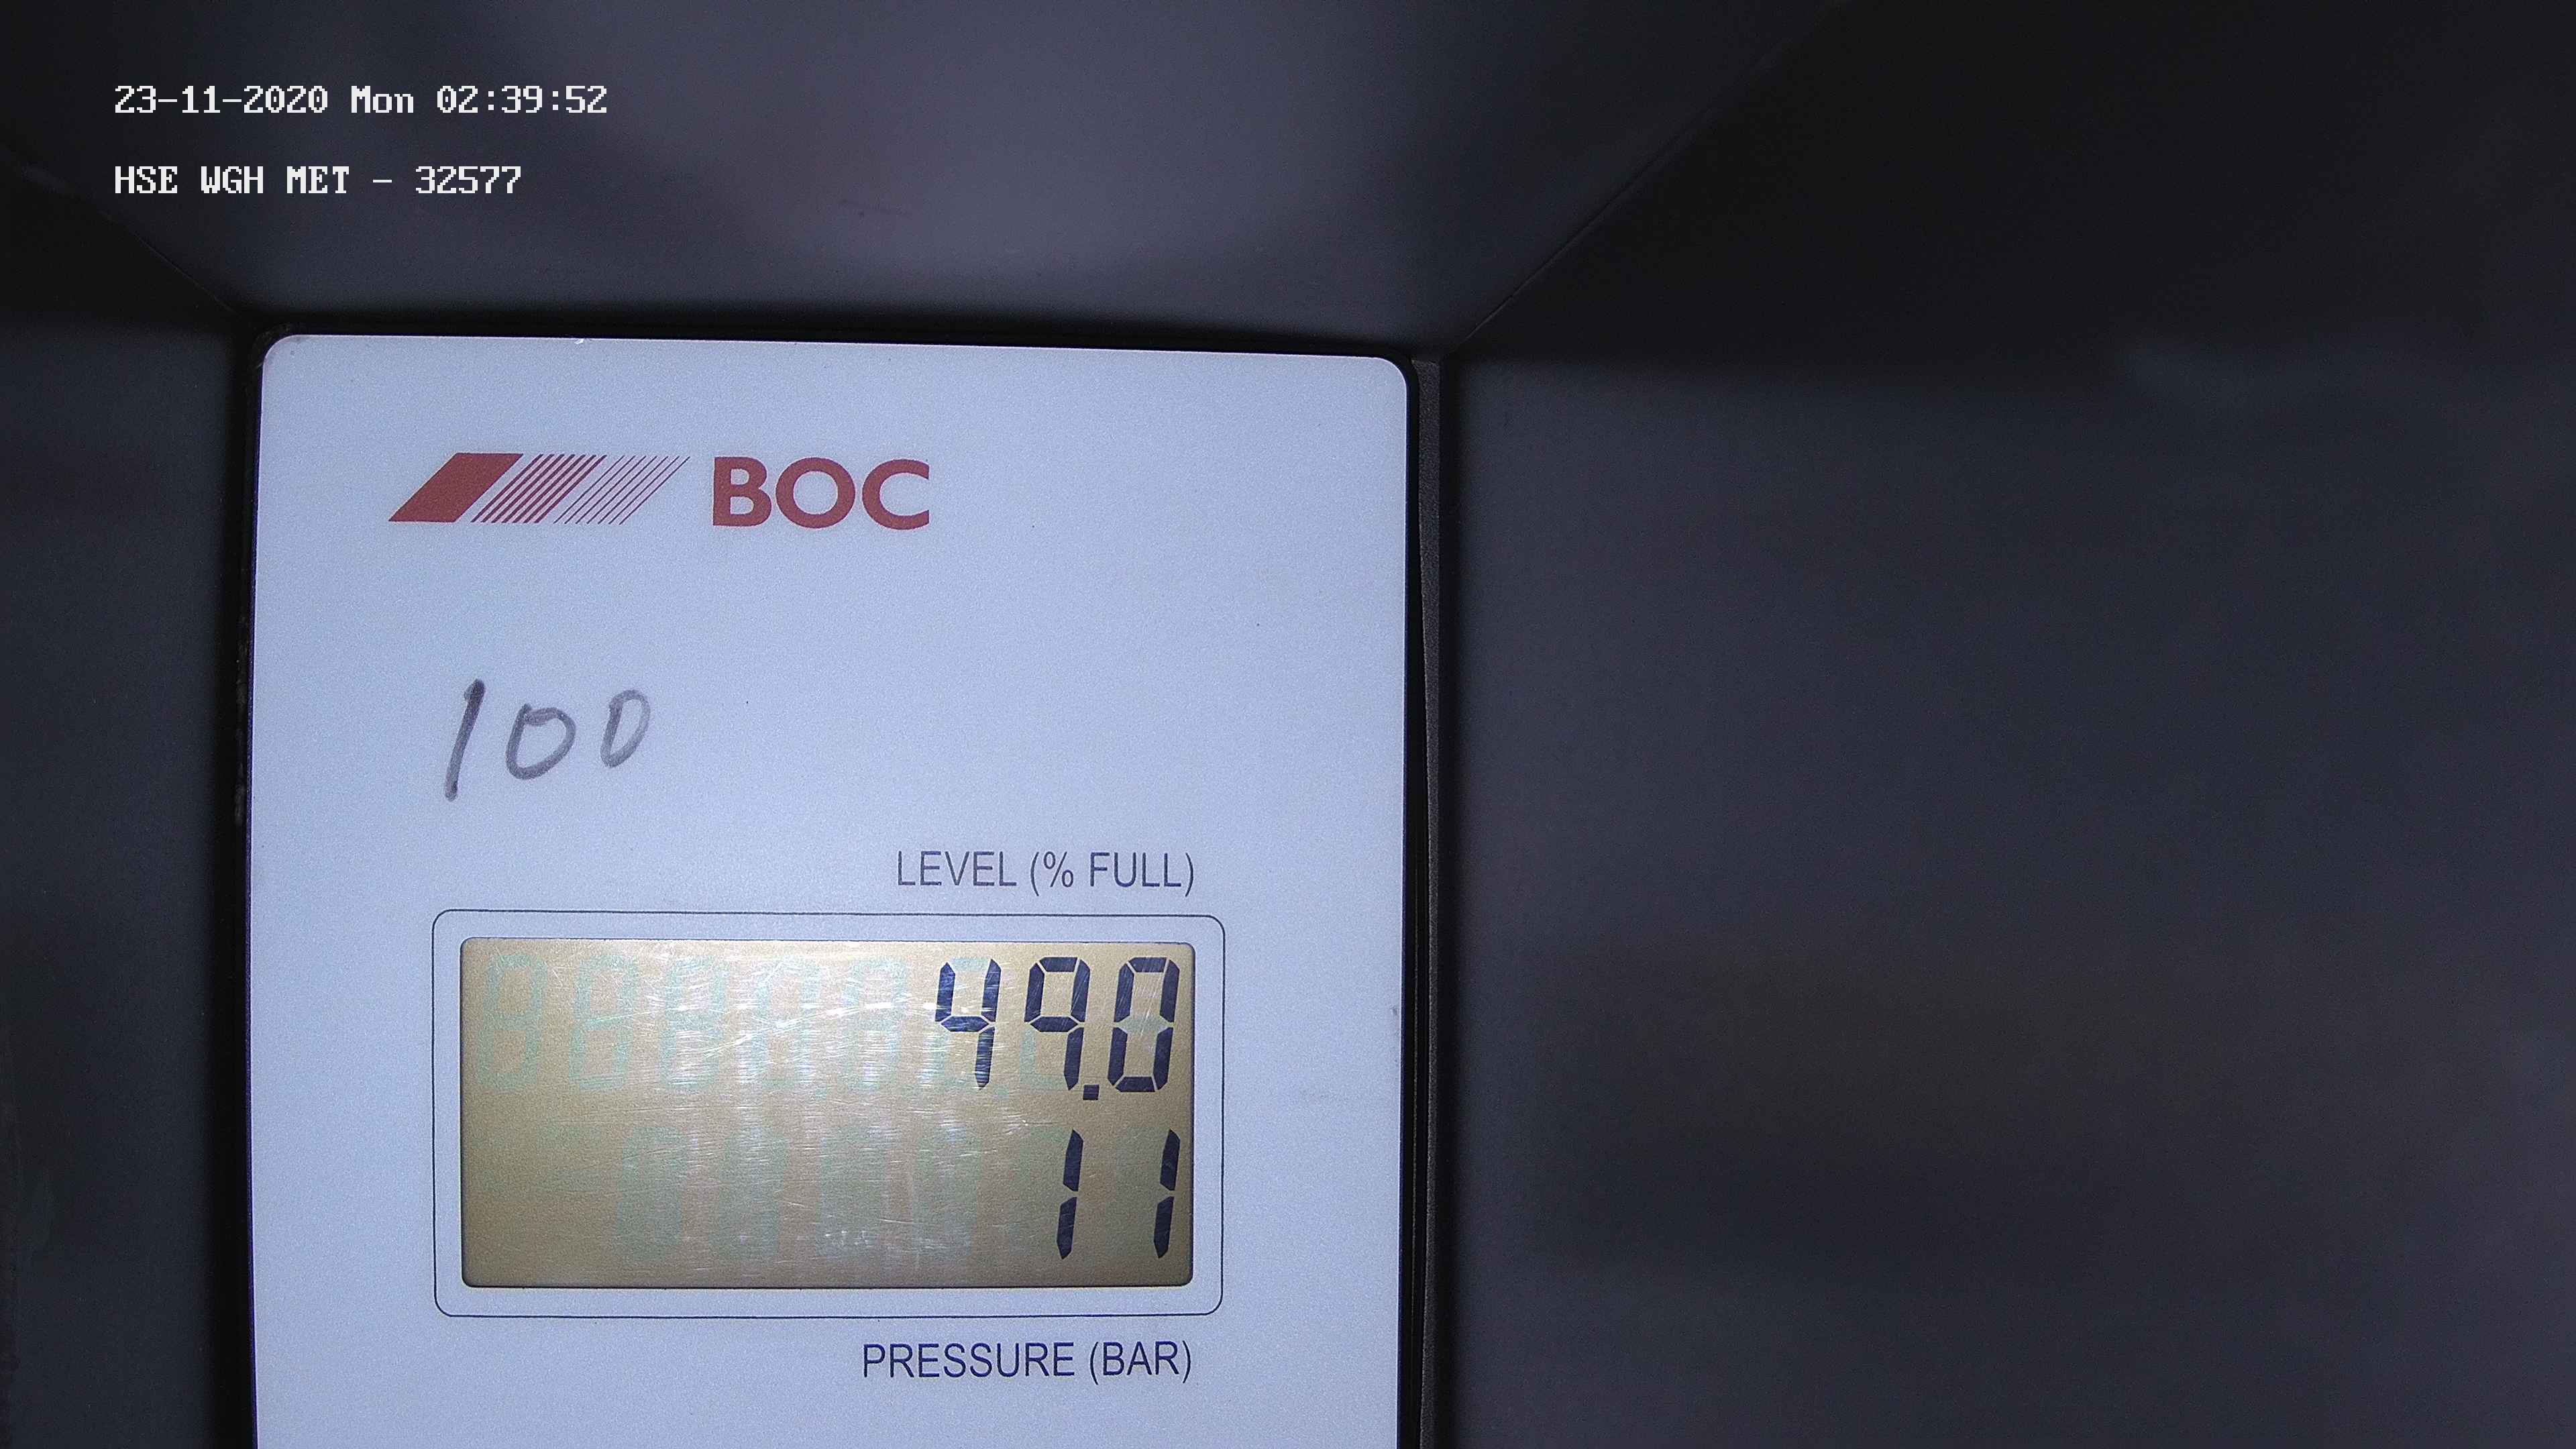 23-11-2020 Mon 02:39:52
HSE WGH MET - 32577
BOC
100
LEVEL (% FULL)
49.0
11
PRESSURE (BAR)